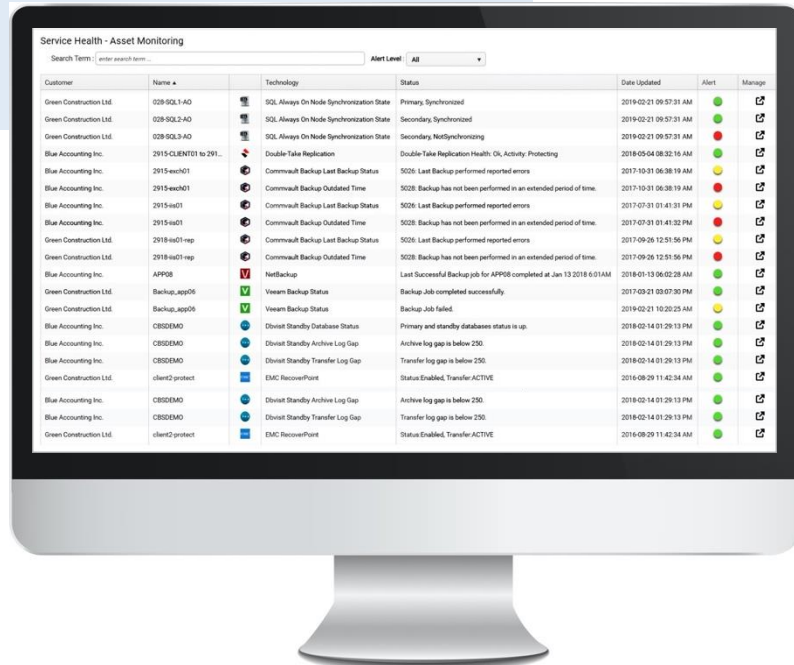 Service Health - Asset Monitoring
Search Term : enter search term ... Alert Level : All
Customer Name Technology Status Date Updated Alert Manage
Green Construction Ltd. 028-SQL1-AO SQL Always On Node Synchronization State Primary, Synchronized 2019-02-21 09:57:31 AM
Green Construction Ltd. 028-SQL2-AO SQL Always On Node Synchronization State Secondary, Synchronized 2019-02-21 09:57:31 AM
Green Construction Ltd. 028-SQL3-AO SQL Always On Node Synchronization State Secondary, NotSynchronizing 2019-02-21 09:57:31 AM
Blue Accounting Inc. 2915-CLIENT01 to 291... Double-Take Replication Double-Take Replication Health: Ok, Activity: Protecting 2018-05-04 08:32:16 AM
Blue Accounting Inc. 2915-exch01 Commvault Backup Last Backup Status 5026: Last Backup performed reported errors 2017-10-31 06:38:19 AM
Blue Accounting Inc. 2915-exch01 Commvault Backup Outdated Time 5028: Backup has not been performed in an extended period of time. 2017-10-31 06:38:19 AM
Blue Accounting Inc. 2915-iis01 Commvault Backup Last Backup Status 5026: Last Backup performed reported errors 2017-07-31 01:41:31 PM
Blue Accounting Inc. 2915-iis01 Commvault Backup Outdated Time 5028: Backup has not been performed in an extended period of time. 2017-07-31 01:41:32 PM
Green Construction Ltd. 2918-iis01-rep Commvault Backup Last Backup Status 5026: Last Backup performed reported errors 2017-09-26 12:51:56 PM
Green Construction Ltd. 2918-iis01-rep Commvault Backup Outdated Time 5028: Backup has not been performed in an extended period of time. 2017-09-26 12:51:56 PM
Blue Accounting Inc. APP08 V NetBackup Last Successful Backup job for APP08 completed at Jan 13 2018 6:01AM 2018-01-13 06:02:28 AM
Green Construction Ltd. Backup_app06 V Veeam Backup Status Backup Job completed successfully. 2017-03-21 03:07:30 PM
Green Construction Ltd. Backup_app06 V Veeam Backup Status Backup Job failed. 2019-02-21 10:20:25 AM
Blue Accounting Inc. CBSDEMO Dbvisit Standby Database Status Primary and standby databases status is up. 2018-02-14 01:29:13 PM
Blue Accounting Inc. CBSDEMO Dbvisit Standby Archive Log Gap Archive log gap is below 250. 2018-02-14 01:29:13 PM
Blue Accounting Inc. CBSDEMO Dbvisit Standby Transfer Log Gap Transfer log gap is below 250. 2018-02-14 01:29:13 PM
Green Construction Ltd. client2-protect EMC RecoverPoint Status:Enabled, Transfer:ACTIVE 2016-08-29 11:42:34 AM
Blue Accounting Inc. CBSDEMO Dbvisit Standby Archive Log Gap Archive log gap is below 250. 2018-02-14 01:29:13 PM
Blue Accounting Inc. CBSDEMO Dbvisit Standby Transfer Log Gap Transfer log gap is below 250. 2018-02-14 01:29:13 PM
Green Construction Ltd. client2-protect EMC RecoverPoint Status:Enabled, Transfer:ACTIVE 2016-08-29 11:42:34 AM